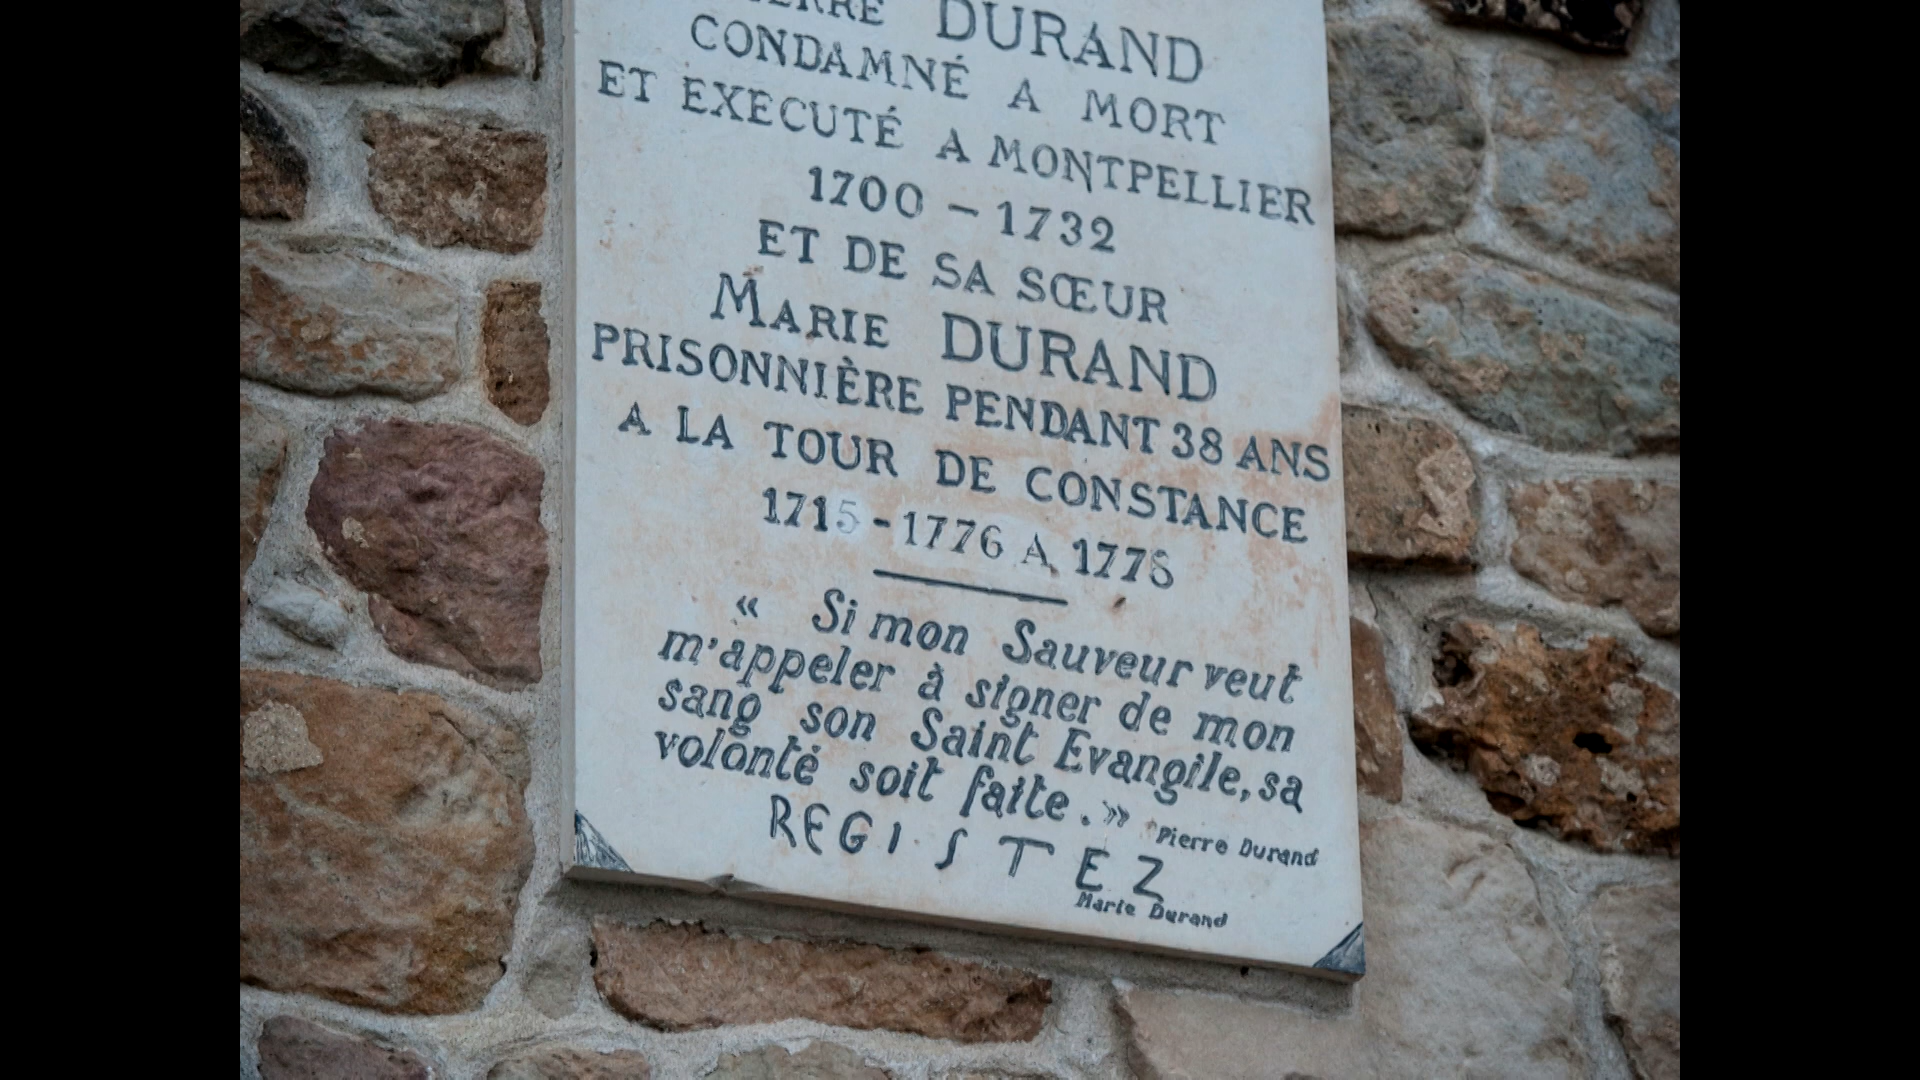 DURAND
CONDAMNÉ A MORT
ET EXECUTÉ A MONTPELLIER
1700 - 1732
ET DE SA SŒUR
MARIE DURAND
PRISONNIÈRE PENDANT 38 ANS
A LA TOUR DE CONSTANCE
1715 - 1776 A 1778
« Si mon Sauveur veut
m'appeler à signer de mon
sang son Saint Evangile, sa
volonté soit faite. » Pierre Durand
REGISTEZ
Marie Durand